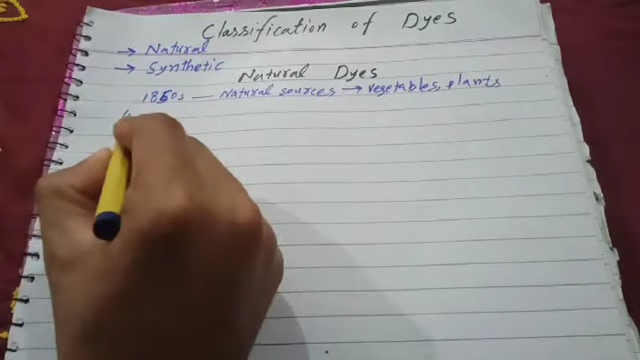 Classification of Dyes
→ Natural
→ Synthetic
Natural Dyes
1850s — Natural sources → vegetables, plants